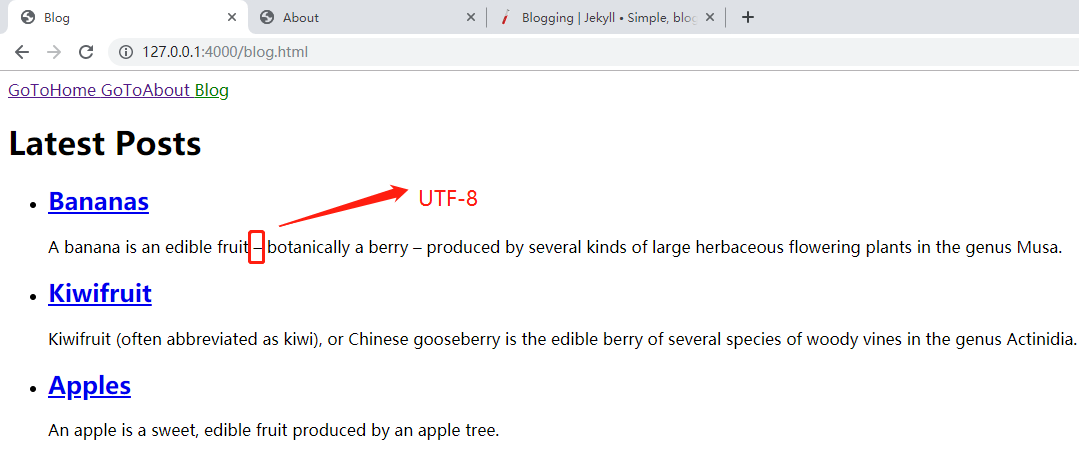 Blog
About
Blogging | Jekyll • Simple, blog
127.0.0.1:4000/blog.html
GoToHome GoToAbout Blog
Latest Posts
Bananas
UTF-8
A banana is an edible fruit – botanically a berry – produced by several kinds of large herbaceous flowering plants in the genus Musa.
Kiwifruit
Kiwifruit (often abbreviated as kiwi), or Chinese gooseberry is the edible berry of several species of woody vines in the genus Actinidia.
Apples
An apple is a sweet, edible fruit produced by an apple tree.